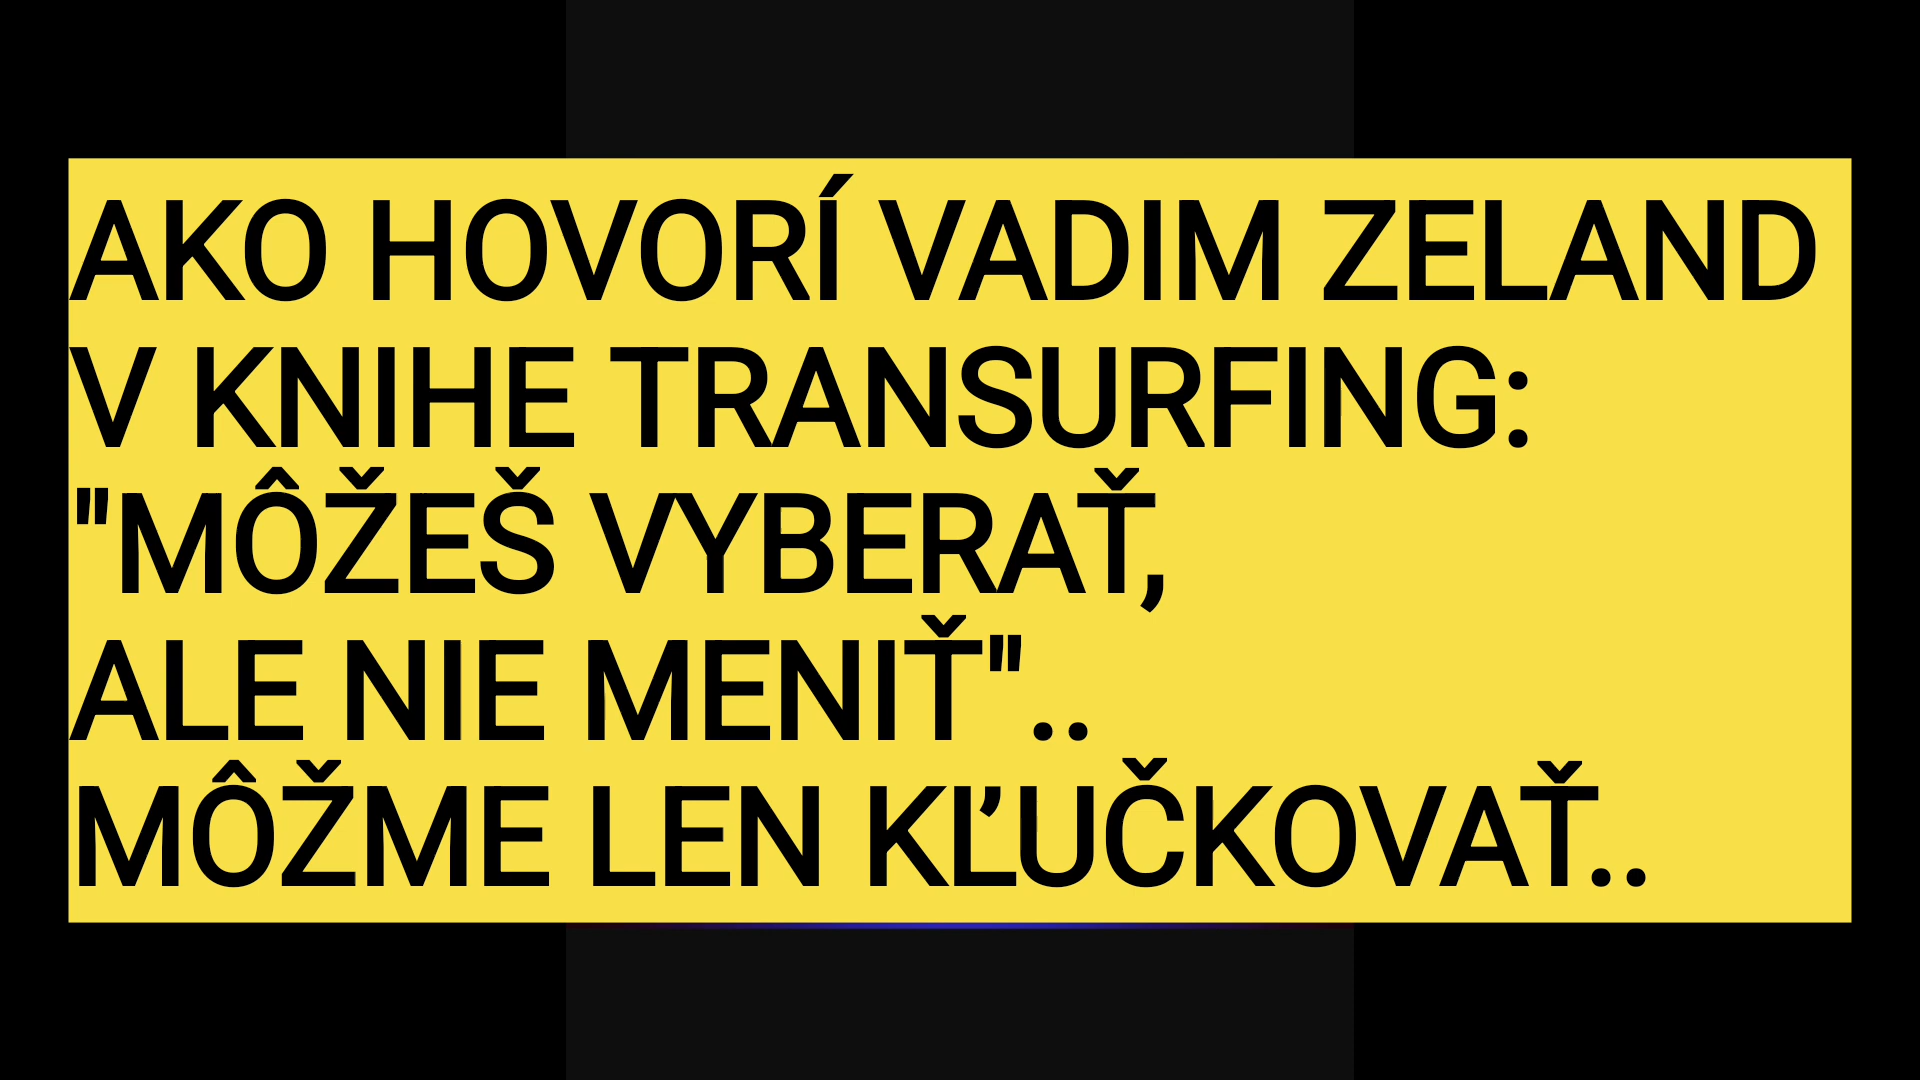 AKO HOVORÍ VADIM ZELAND
V KNIHE TRANSURFING:
"MÔŽEŠ VYBERAŤ,
ALE NIE MENIŤ"..
MÔŽME LEN KĽUČKOVAŤ..